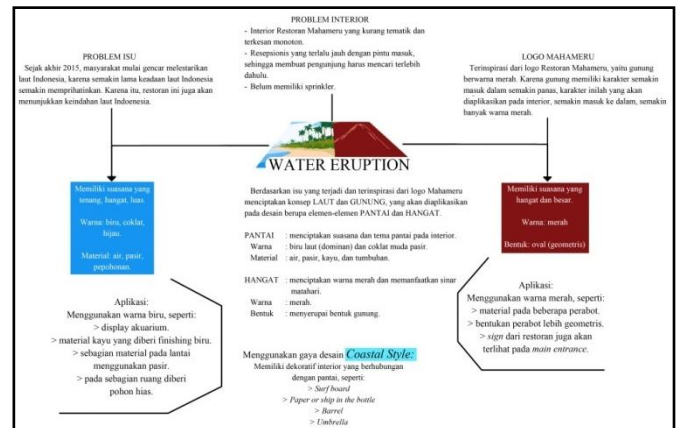 PROBLEM INTERIOR
- Interior Restoran Mahameru yang kurang tematik dan
terkesan monoton.
- Resepsionis yang terlalu jauh dengan pintu masuk,
sehingga membuat pengunjung harus mencari terlebih
dahulu.
- Belum memiliki sprinkler.
PROBLEM ISU
Sejak akhir 2015, masyarakat mulai gencar melestarikan
laut Indonesia, karena semakin lama keadaan laut Indonesia
semakin memprihatinkan. Karena itu, restoran ini juga akan
menunjukkan keindahan laut Indoenesia.
LOGO MAHAMERU
Terinspirasi dari logo Restoran Mahameru, yaitu gunung
berwarna merah. Karena gunung memiliki karakter semakin
masuk dalam semakin panas, karakter inilah yang akan
diaplikasikan pada interior, semakin masuk ke dalam, semakin
banyak warna merah.
WATER ERUPTION
Memiliki suasana yang
tenang, hangat, luas.
Warna: biru, coklat,
hijau.
Material: air, pasir,
pepohonan.
Berdasarkan isu yang terjadi dan terinspirasi dari logo Mahameru
menciptakan konsep LAUT dan GUNUNG, yang akan diaplikasikan
pada desain berupa elemen-elemen PANTAI dan HANGAT.
PANTAI : menciptakan suasana dan tema pantai pada interior.
Warna : biru laut (dominan) dan coklat muda pasir.
Material : air, pasir, kayu, dan tumbuhan.
HANGAT : menciptakan warna merah dan memanfaatkan sinar
matahari.
Warna : merah.
Bentuk : menyerupai bentuk gunung.
Memiliki suasana yang
hangat dan besar.
Warna: merah
Bentuk: oval (geometris)
Aplikasi:
Menggunakan warna biru, seperti:
> display akuarium.
> material kayu yang diberi finishing biru.
> sebagian material pada lantai
menggunakan pasir.
> pada sebagian ruang diberi
pohon hias.
Aplikasi:
Menggunakan warna merah, seperti:
> material pada beberapa perabot.
> bentukan perabot lebih geometris.
> sign dari restoran juga akan
terlihat pada main entrance.
Menggunakan gaya desain Coastal Style:
Memiliki dekoratif interior yang berhubungan
dengan pantai, seperti:
> Surf board
> Paper or ship in the bottle
> Barrel
> Umbrella